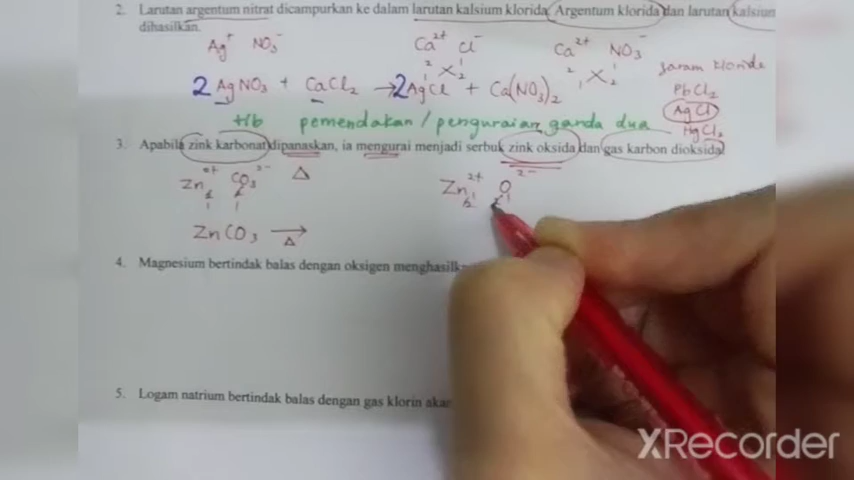 2. Larutan argentum nitrat dicampurkan ke dalam larutan kalsium klorida. Argentum klorida dan larutan kalsium
dihasilkan.
Ag⁺ NO₃⁻ Ca²⁺ Cl⁻ Ca²⁺ NO₃⁻
garam klorida
2AgNO₃ + CaCl₂ → 2AgCl + Ca(NO₃)₂
PbCl₂
AgCl
HgCl₂
tib pemendakan / penguraian ganda dua
3. Apabila zink karbonat dipanaskan, ia mengurai menjadi serbuk zink oksida dan gas karbon dioksida.
Zn²⁺ CO₃²⁻ Δ Zn²⁺ O²⁻
ZnCO₃ →
Δ
4. Magnesium bertindak balas dengan oksigen
5. Logam natrium bertindak balas dengan gas klorin
XRecorder